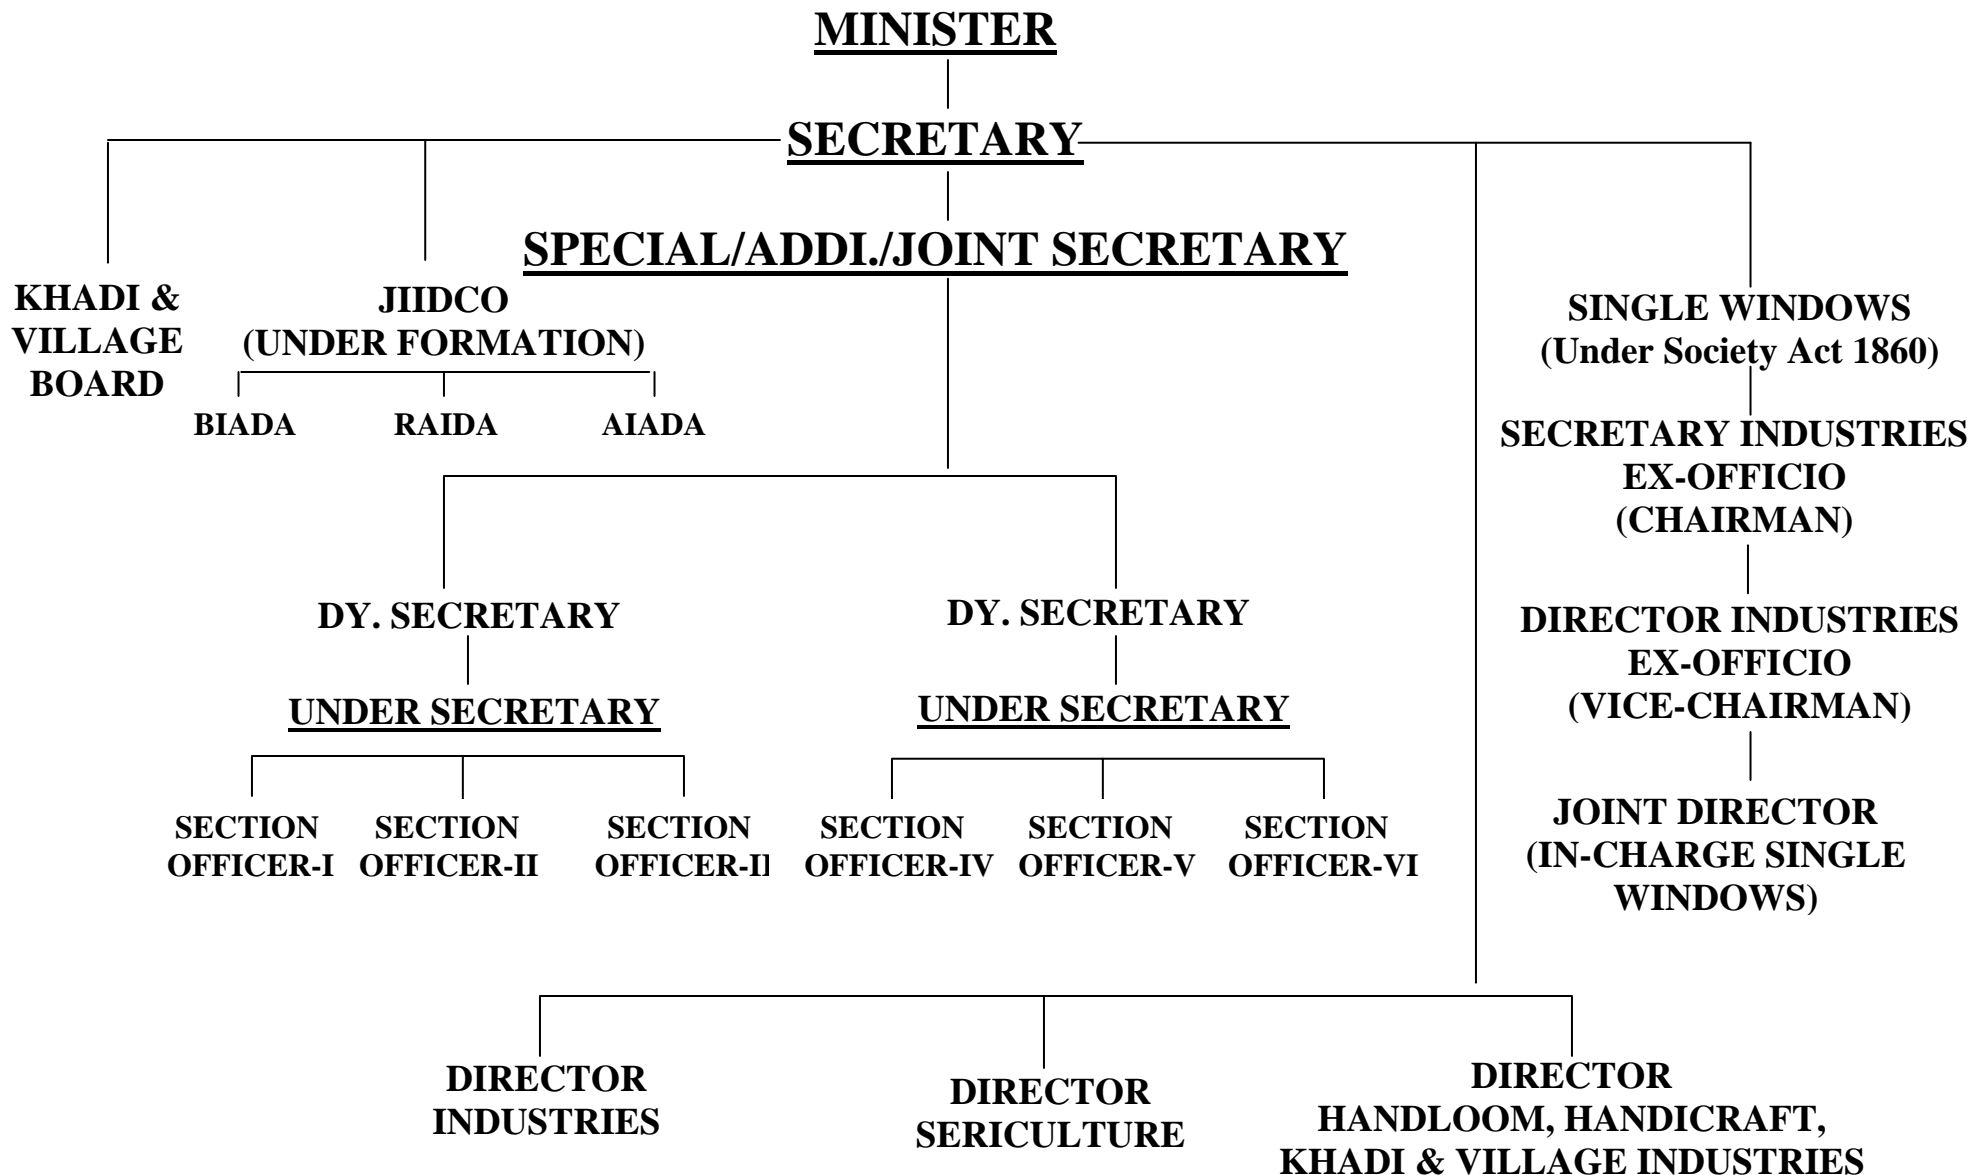 MINISTER
SECRETARY
SPECIAL/ADDI./JOINT SECRETARY
KHADI &
VILLAGE
BOARD
JIIDCO
(UNDER FORMATION)
BIADA
RAIDA
AIADA
SINGLE WINDOWS
(Under Society Act 1860)
SECRETARY INDUSTRIES
EX-OFFICIO
(CHAIRMAN)
DIRECTOR INDUSTRIES
EX-OFFICIO
(VICE-CHAIRMAN)
JOINT DIRECTOR
(IN-CHARGE SINGLE
WINDOWS)
DY. SECRETARY
UNDER SECRETARY
SECTION
OFFICER-I
SECTION
OFFICER-II
SECTION
OFFICER-II
DY. SECRETARY
UNDER SECRETARY
SECTION
OFFICER-IV
SECTION
OFFICER-V
SECTION
OFFICER-VI
DIRECTOR
INDUSTRIES
DIRECTOR
SERICULTURE
DIRECTOR
HANDLOOM, HANDICRAFT,
KHADI & VILLAGE INDUSTRIES